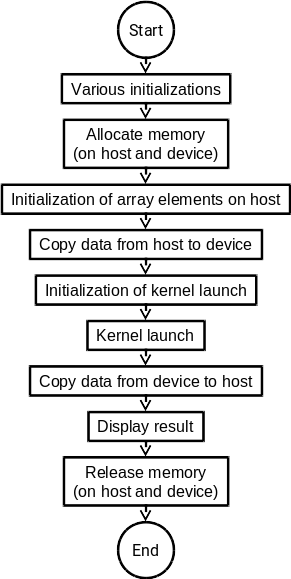 Start
Various initializations
Allocate memory
(on host and device)
Initialization of array elements on host
Copy data from host to device
Initialization of kernel launch
Kernel launch
Copy data from device to host
Display result
Release memory
(on host and device)
End